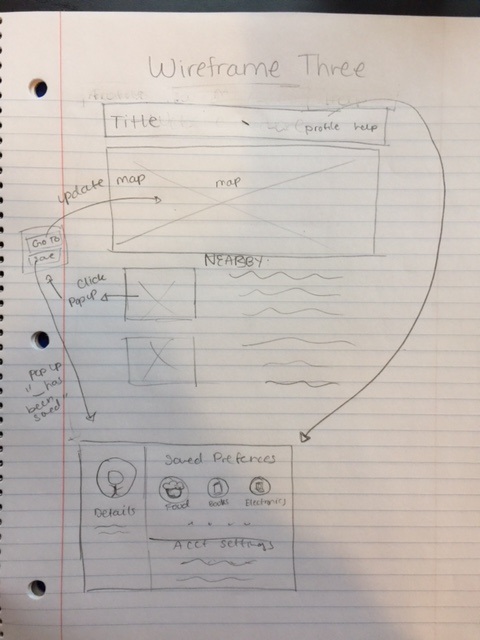 Wireframe Three
Title
profile help
update map
map
Go to
Save
NEARBY:
click
Popup
Pop up
"__ has
been
saved"
Saved Prefences
Food Books Electronics
Details
Acct Settings